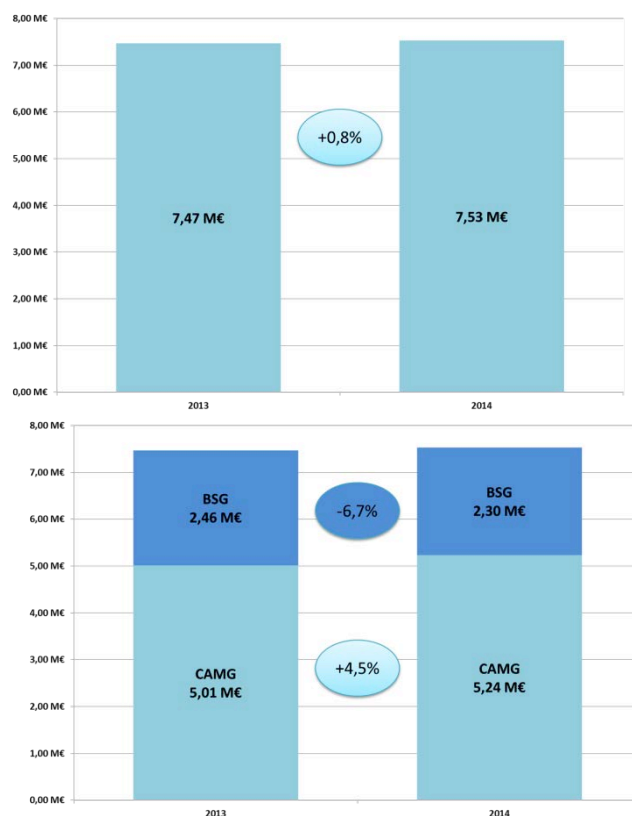 8,00 M€
7,00 M€
6,00 M€
5,00 M€
4,00 M€
3,00 M€
2,00 M€
1,00 M€
0,00 M€
+0,8%
7,47 M€
7,53 M€
2013
2014
8,00 M€
7,00 M€
6,00 M€
5,00 M€
4,00 M€
3,00 M€
2,00 M€
1,00 M€
0,00 M€
BSG
2,46 M€
-6,7%
BSG
2,30 M€
CAMG
5,01 M€
+4,5%
CAMG
5,24 M€
2013
2014